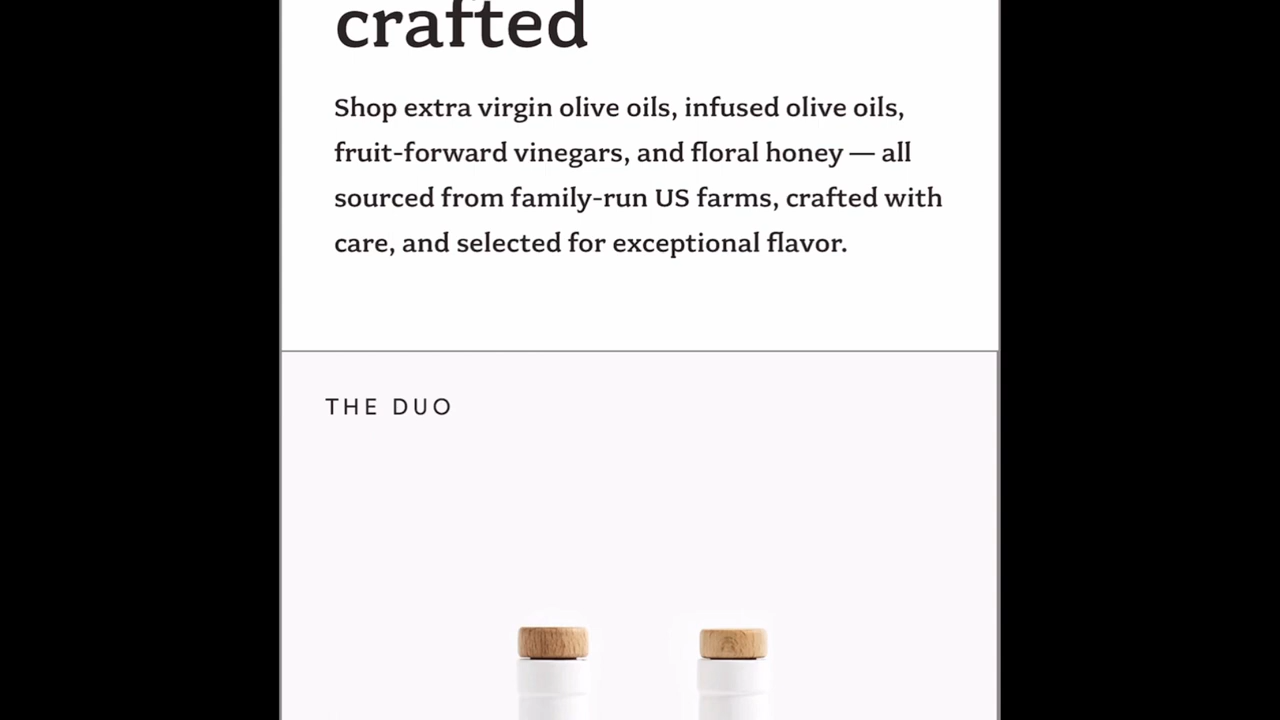 crafted
Shop extra virgin olive oils, infused olive oils,
fruit-forward vinegars, and floral honey — all
sourced from family-run US farms, crafted with
care, and selected for exceptional flavor.
THE DUO